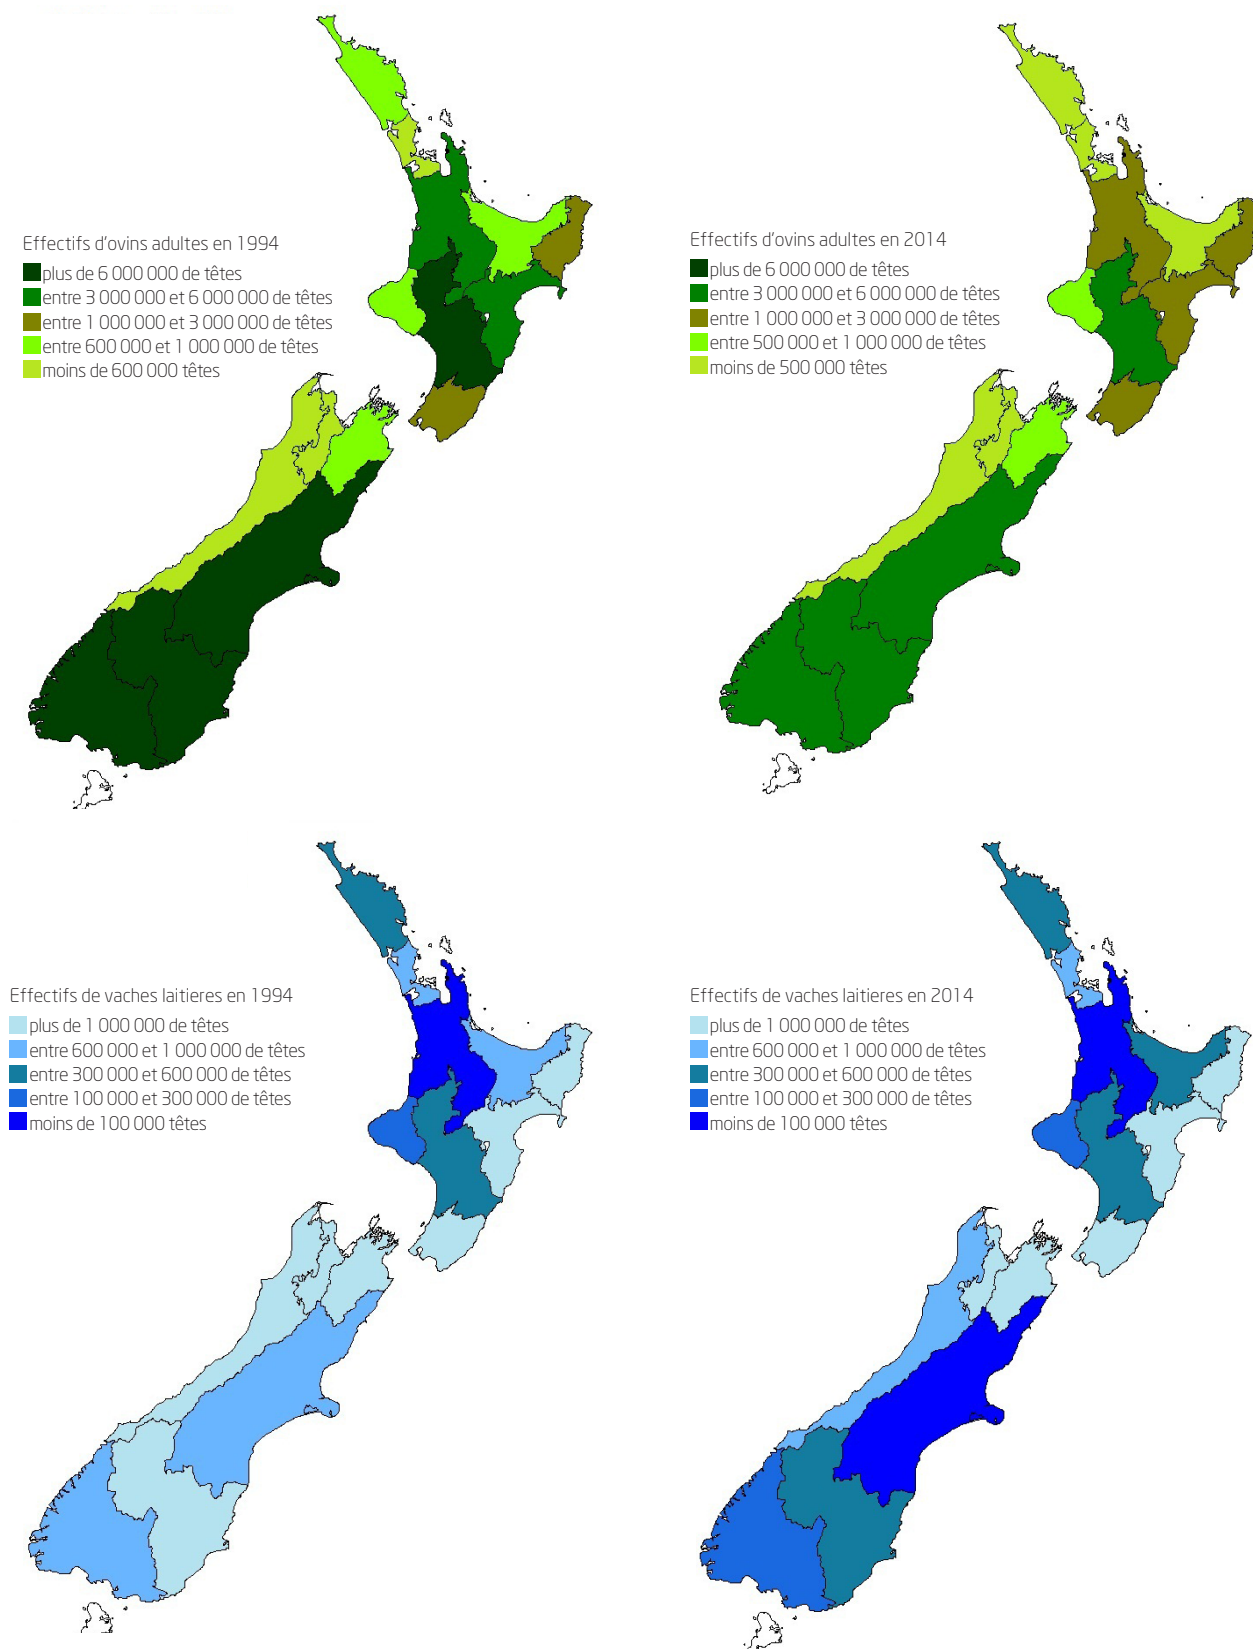 Effectifs d'ovins adultes en 1994
plus de 6 000 000 de têtes
entre 3 000 000 et 6 000 000 de têtes
entre 1 000 000 et 3 000 000 de têtes
entre 600 000 et 1 000 000 de têtes
moins de 600 000 têtes
Effectifs d'ovins adultes en 2014
plus de 6 000 000 de têtes
entre 3 000 000 et 6 000 000 de têtes
entre 1 000 000 et 3 000 000 de têtes
entre 500 000 et 1 000 000 de têtes
moins de 500 000 têtes
Effectifs de vaches laitieres en 1994
plus de 1 000 000 de têtes
entre 600 000 et 1 000 000 de têtes
entre 300 000 et 600 000 de têtes
entre 100 000 et 300 000 de têtes
moins de 100 000 têtes
Effectifs de vaches laitieres en 2014
plus de 1 000 000 de têtes
entre 600 000 et 1 000 000 de têtes
entre 300 000 et 600 000 de têtes
entre 100 000 et 300 000 de têtes
moins de 100 000 têtes